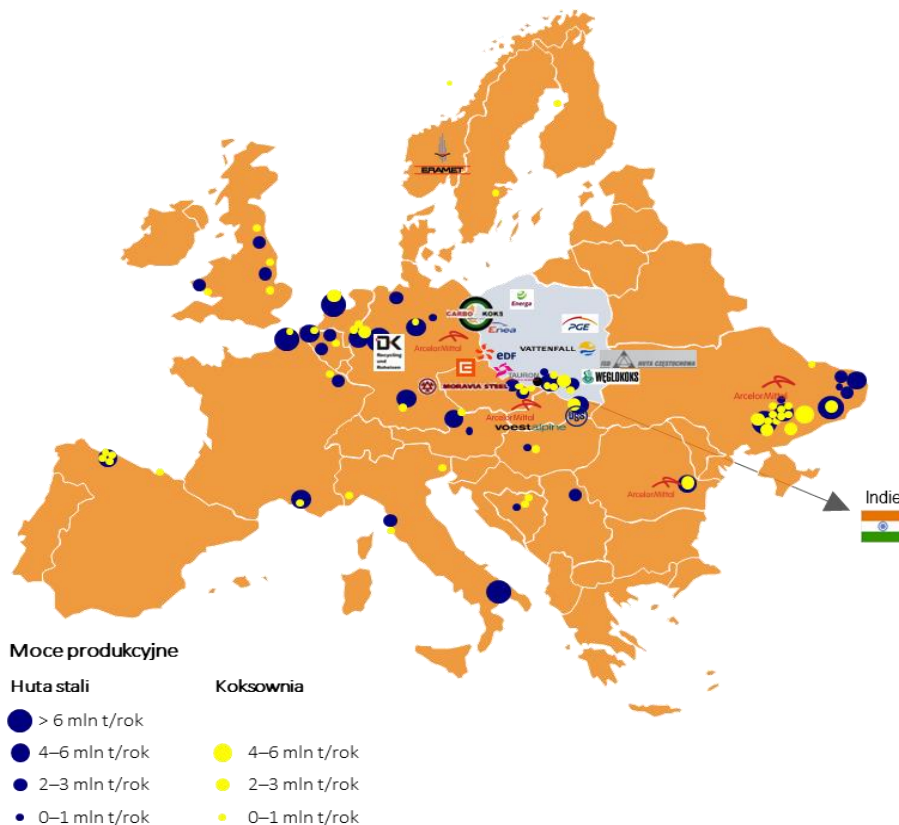 ERAMET
CARBO KOKS
Energa
Enea
PGE
DK
Recycling
und
Roheisen
ArcelorMittal
eDF
VATTENFALL
TAURON
ISD HUTA CZĘSTOCHOWA
MORAVIA STEEL
WĘGLOKOKS
ArcelorMittal
ArcelorMittal
voestalpine
ArcelorMittal
Indie
Moce produkcyjne
Huta stali
Koksownia
> 6 mln t/rok
4–6 mln t/rok
4–6 mln t/rok
2–3 mln t/rok
2–3 mln t/rok
0–1 mln t/rok
0–1 mln t/rok